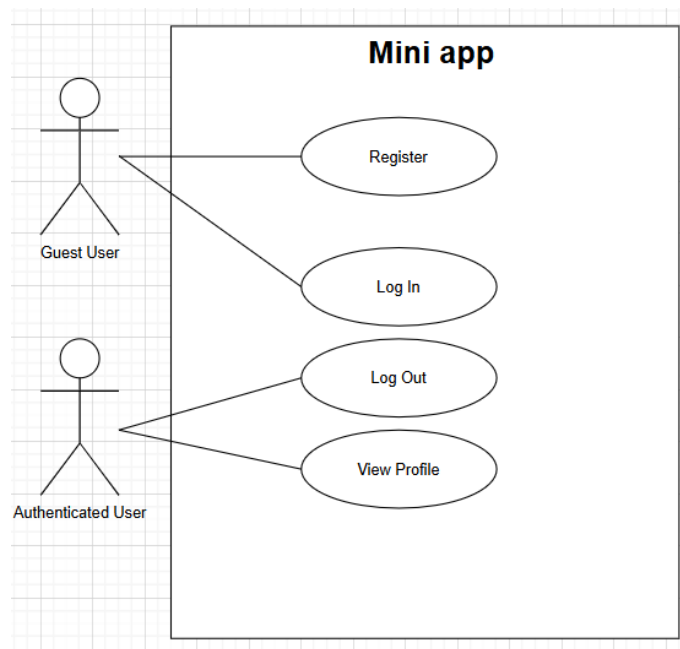 Mini app
Register
Guest User
Log In
Log Out
View Profile
Authenticated User